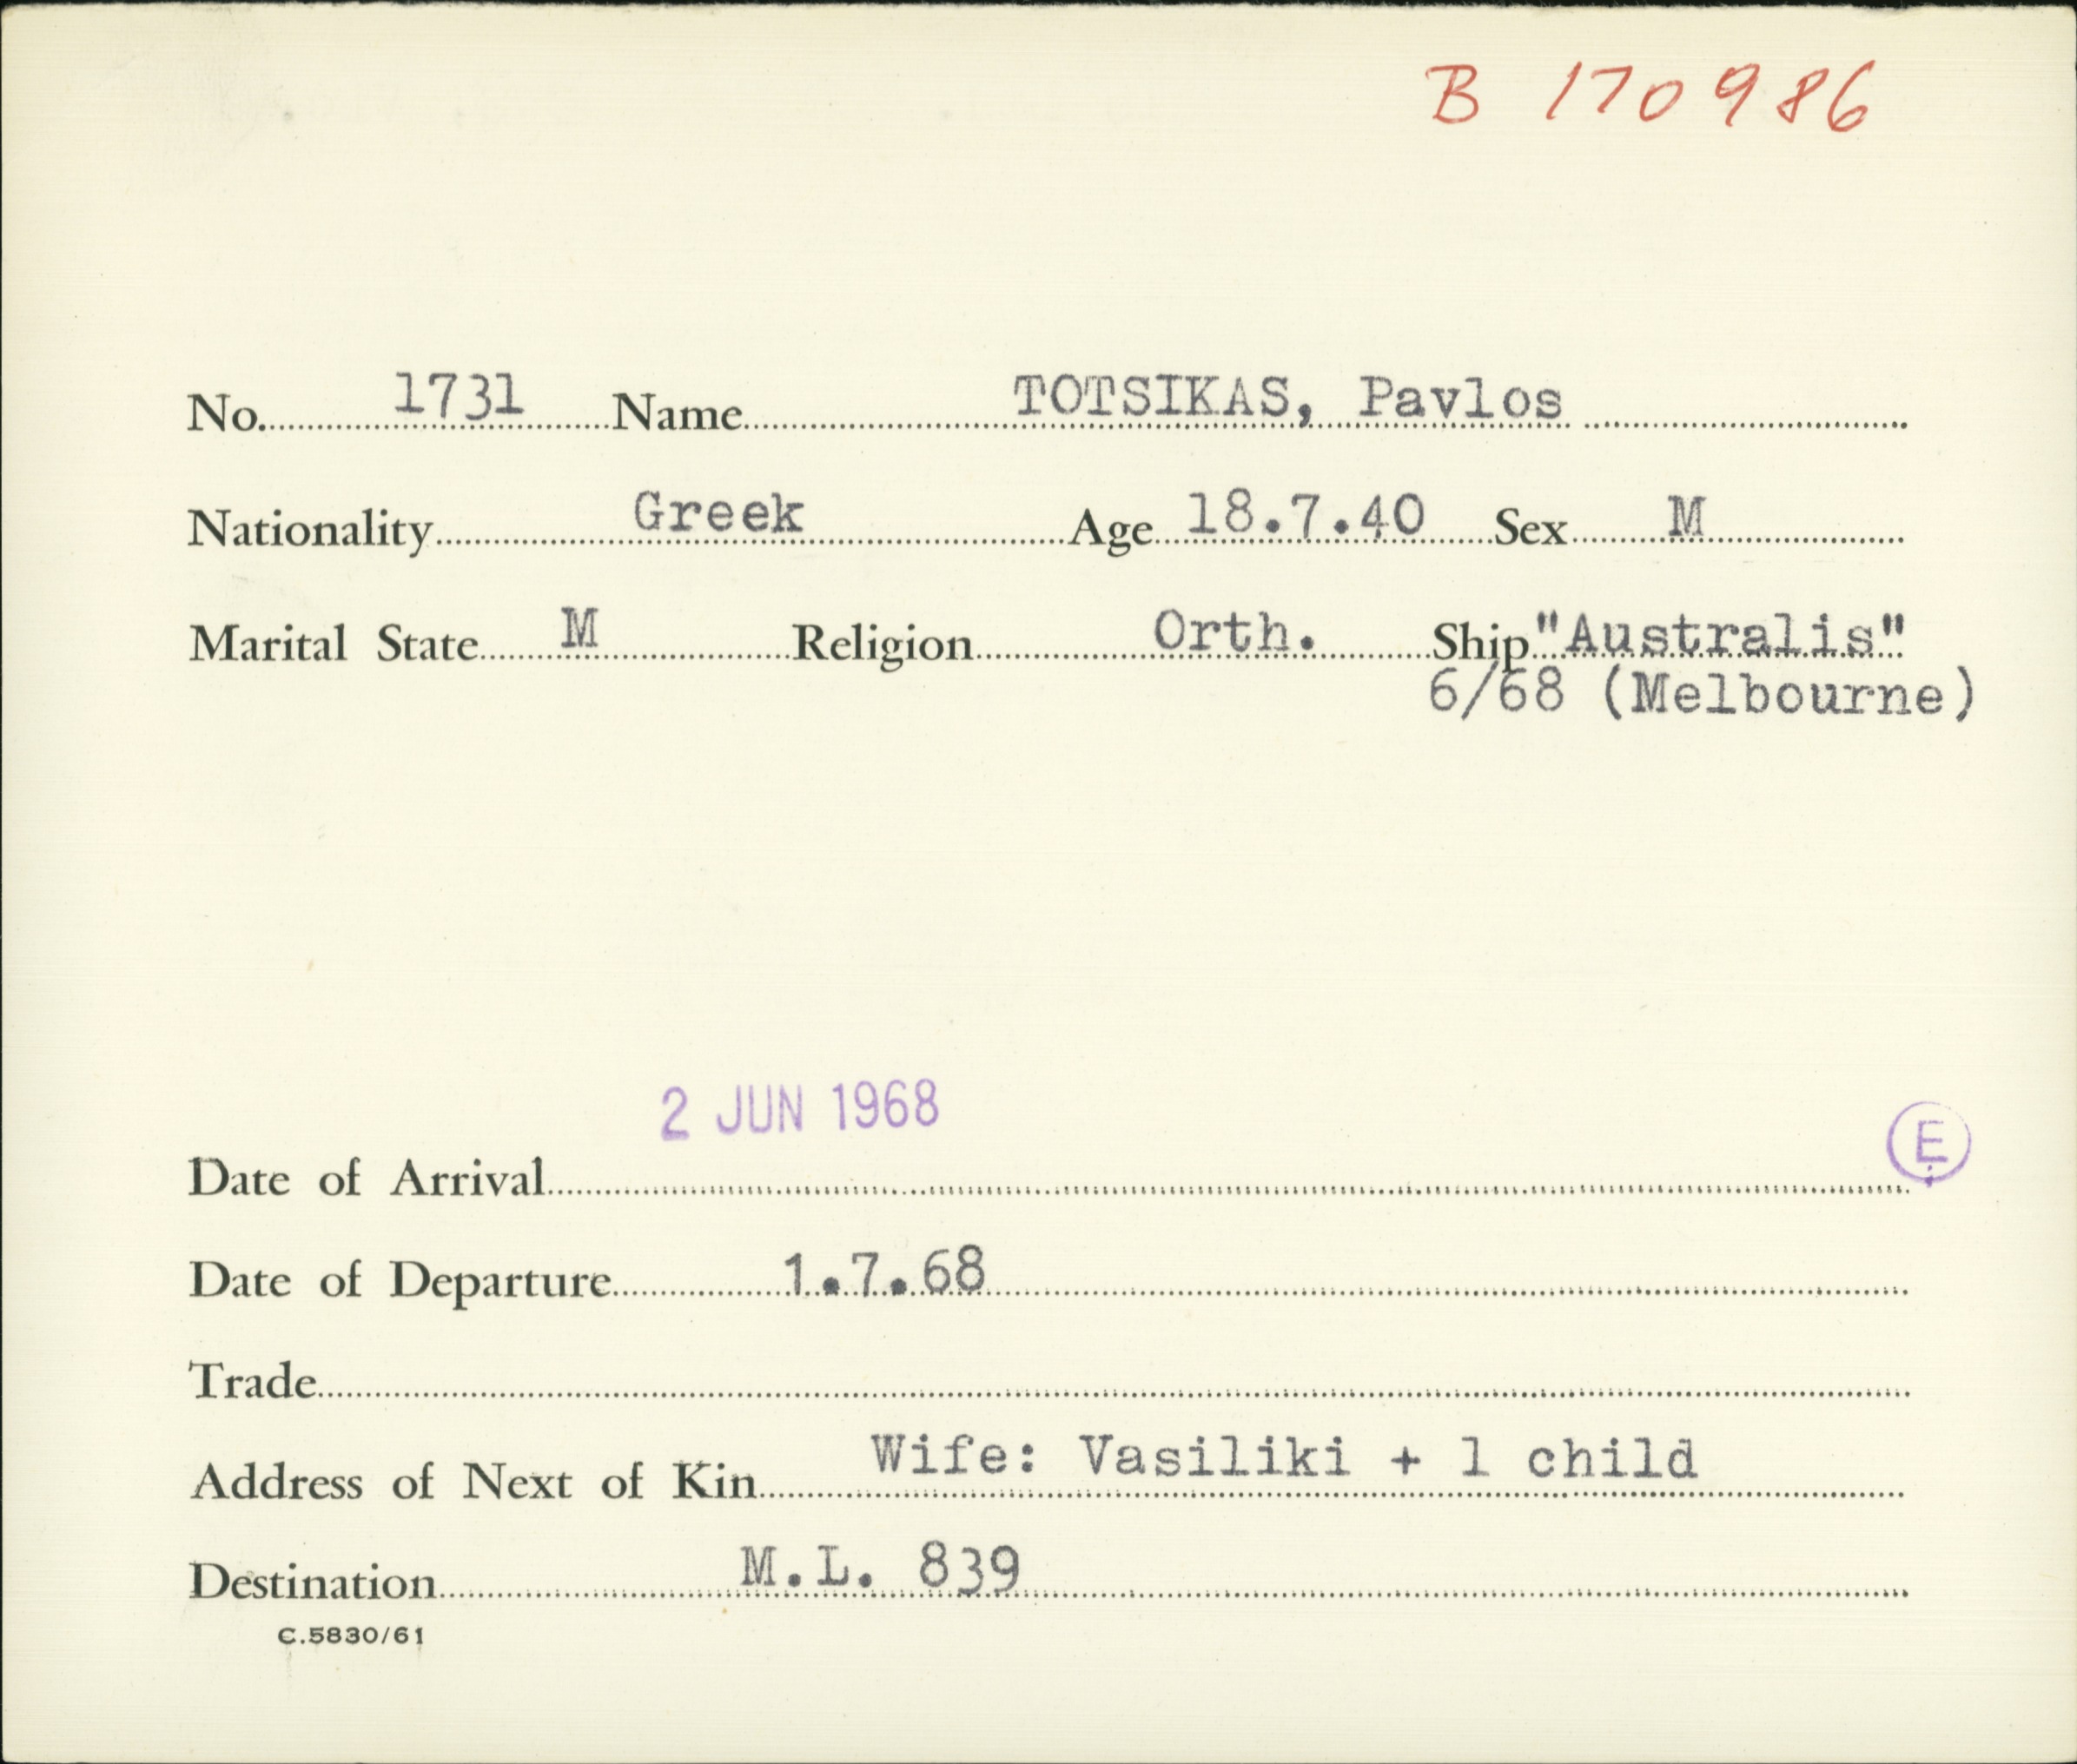 B 170986
No. 1731 Name TOTSIKAS, Pavlos
Nationality Greek Age 18.7.40 Sex M
Marital State M Religion Orth. Ship "Australis"
6/68 (Melbourne)
2 JUN 1968
E
Date of Arrival
Date of Departure 1.7.68
Trade
Address of Next of Kin Wife: Vasiliki + 1 child
Destination M.L. 839
C.5830/61